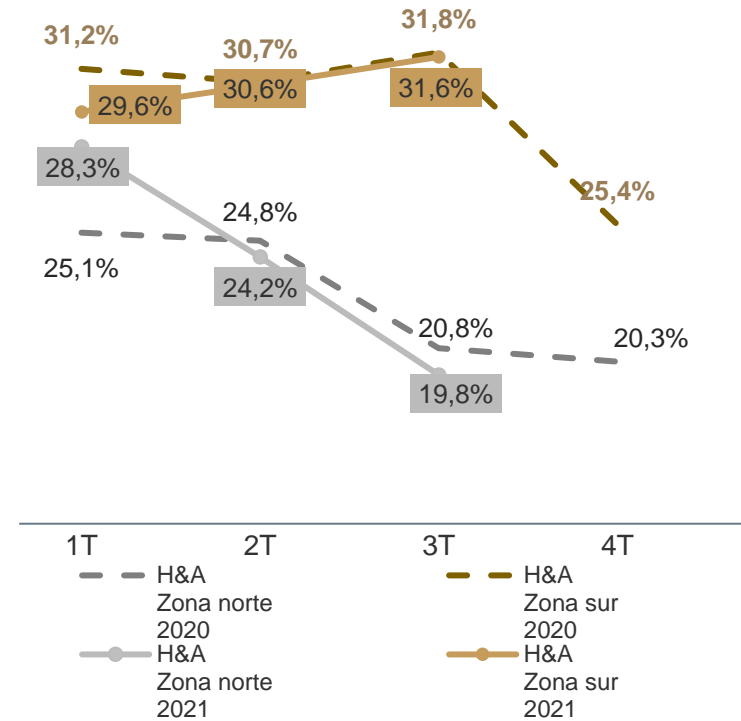 31,8%
31,2%
30,7%
30,6%
31,6%
29,6%
28,3%
25,4%
24,8%
25,1%
24,2%
20,8%
20,3%
19,8%
1T 2T 3T 4T
H&A
Zona norte
2020
H&A
Zona sur
2020
H&A
Zona norte
2021
H&A
Zona sur
2021